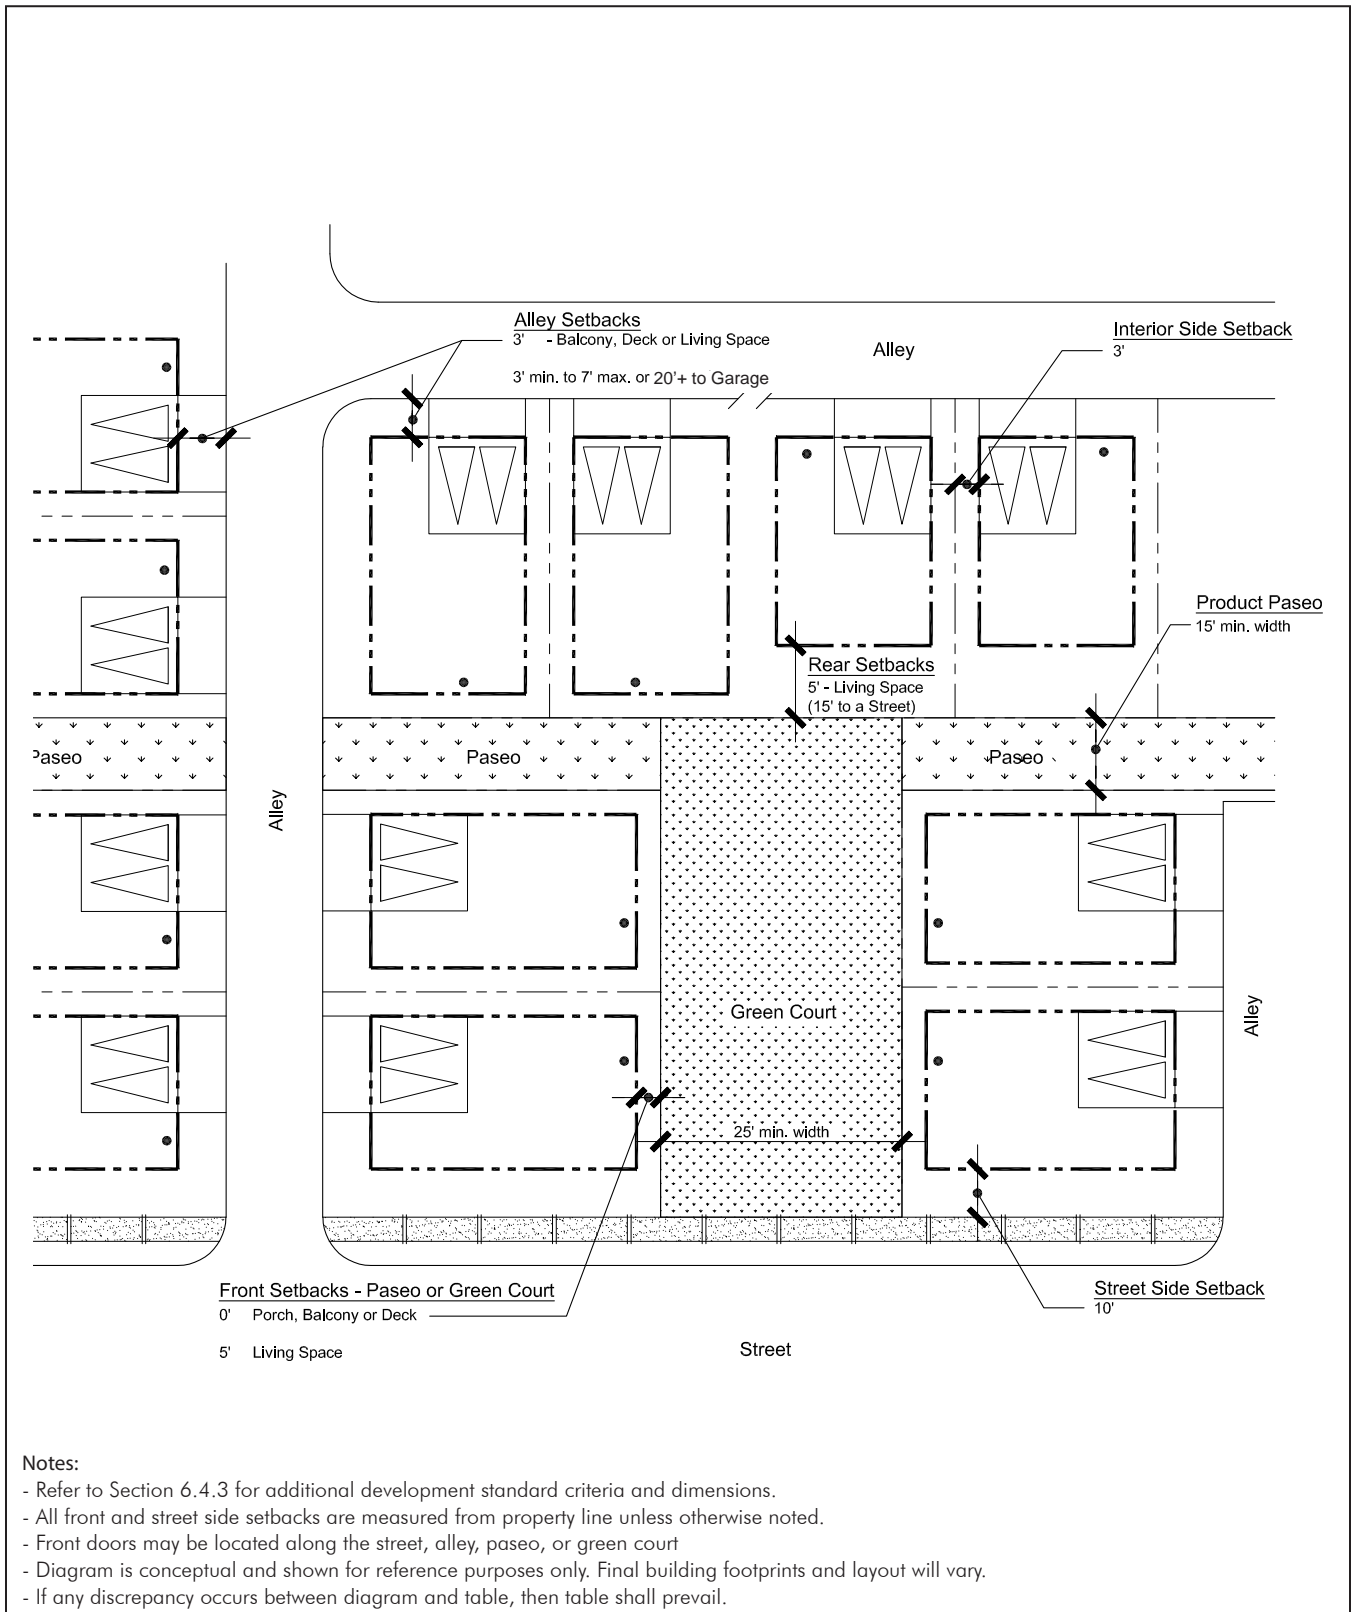 Alley Setbacks
3' - Balcony, Deck or Living Space
3' min. to 7' max. or 20'+ to Garage
Alley
Interior Side Setback
3'
Product Paseo
15' min. width
Rear Setbacks
5' - Living Space
(15' to a Street)
Paseo
Paseo
Paseo
Alley
Green Court
Alley
25' min. width
Front Setbacks - Paseo or Green Court
0' Porch, Balcony or Deck
5' Living Space
Street Side Setback
10'
Street
Notes:
- Refer to Section 6.4.3 for additional development standard criteria and dimensions.
- All front and street side setbacks are measured from property line unless otherwise noted.
- Front doors may be located along the street, alley, paseo, or green court
- Diagram is conceptual and shown for reference purposes only. Final building footprints and layout will vary.
- If any discrepancy occurs between diagram and table, then table shall prevail.